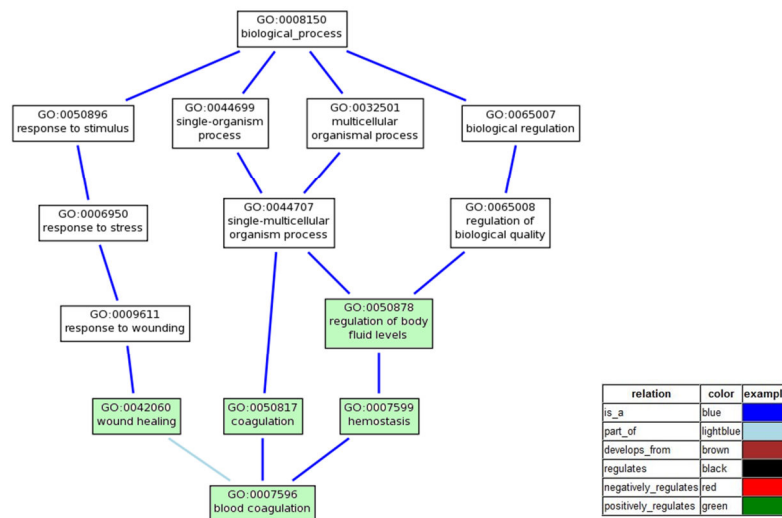 GO:0008150
biological_process
GO:0050896
response to stimulus
GO:0044699
single-organism
process
GO:0032501
multicellular
organismal process
GO:0065007
biological regulation
GO:0006950
response to stress
GO:0044707
single-multicellular
organism process
GO:0065008
regulation of
biological quality
GO:0009611
response to wounding
GO:0050878
regulation of body
fluid levels
GO:0042060
wound healing
GO:0050817
coagulation
GO:0007599
hemostasis
GO:0007596
blood coagulation
relation color exampl
is_a blue
part_of lightblue
develops_from brown
regulates black
negatively_regulates red
positively_regulates green